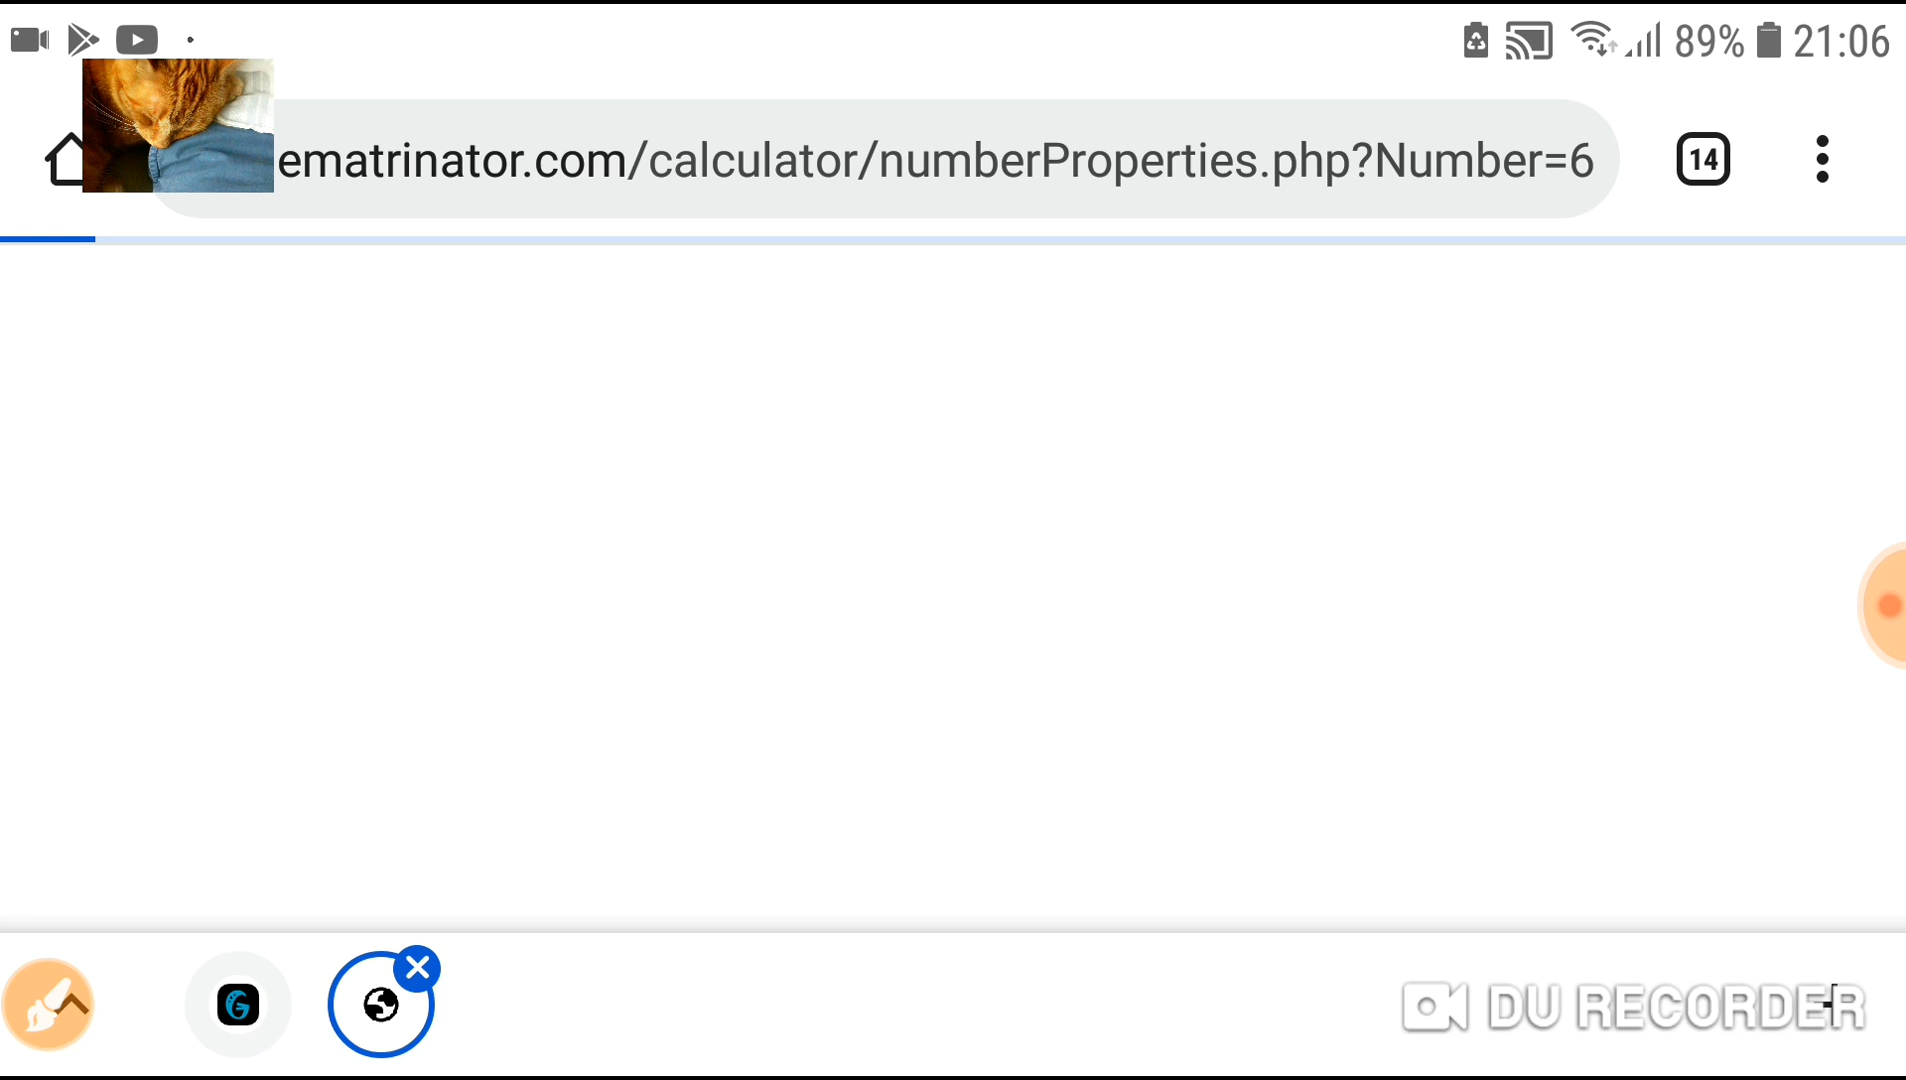 89% 21:06
ematrinator.com/calculator/numberProperties.php?Number=6
14
G
DU RECORDER